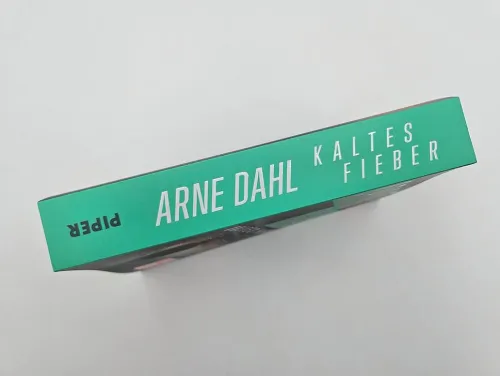 PIPER
ARNE DAHL
KALTES
FIEBER